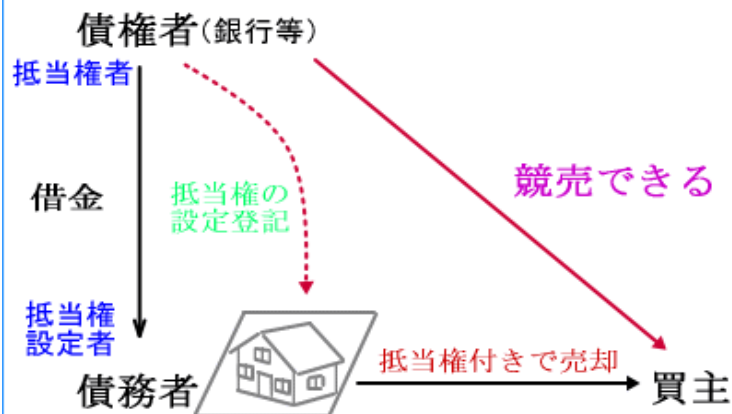 債権者(銀行等)
抵当権者
借金
抵当権の
設定登記
競売できる
抵当権
設定者
債務者
抵当権付きで売却
買主